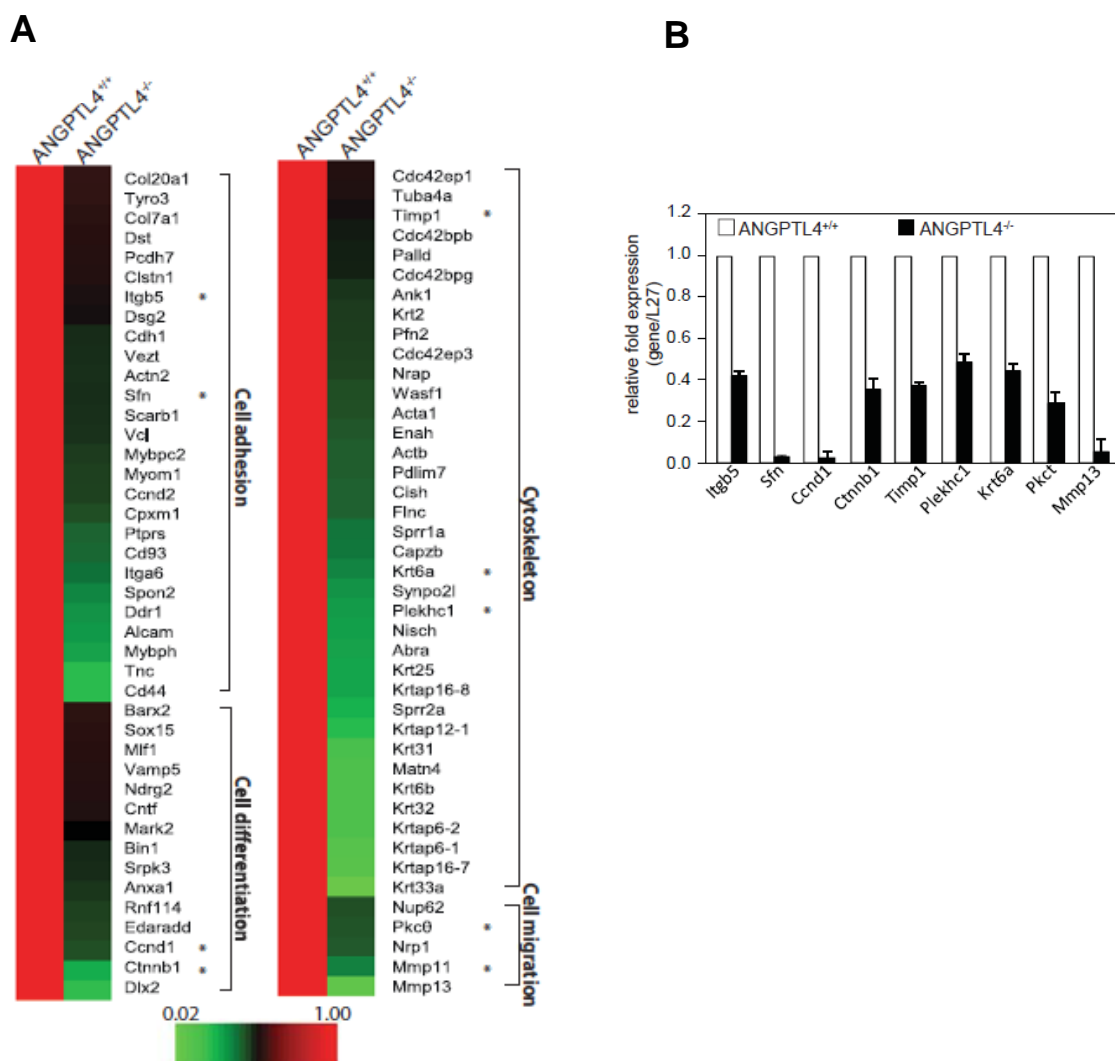 A
B
ANGPTL4+/+
ANGPTL4-/-
Col20a1
Tyro3
Col7a1
Dst
Pcdh7
Clstn1
Itgb5 *
Dsg2
Cdh1
Vezt
Actn2
Sfn *
Scarb1
Vcl
Mybpc2
Myom1
Ccnd2
Cpxm1
Ptprs
Cd93
Itga6
Spon2
Ddr1
Alcam
Mybph
Tnc
Cd44
Cell adhesion
Barx2
Sox15
Mlf1
Vamp5
Ndrg2
Cntf
Mark2
Bin1
Srpk3
Anxa1
Rnf114
Edaradd
Ccnd1 *
Ctnnb1 *
Dlx2
Cell differentiation
ANGPTL4+/+
ANGPTL4-/-
Cdc42ep1
Tuba4a
Timp1 *
Cdc42bpb
Palld
Cdc42bpg
Ank1
Krt2
Pfn2
Cdc42ep3
Nrap
Wasf1
Acta1
Enah
Actb
Pdlim7
Cish
Flnc
Sprr1a
Capzb
Krt6a *
Synpo2l
Plekhc1 *
Nisch
Abra
Krt25
Krtap16-8
Sprr2a
Krtap12-1
Krt31
Matn4
Krt6b
Krt32
Krtap6-2
Krtap6-1
Krtap16-7
Krt33a
Cytoskeleton
Nup62
Pkcθ *
Nrp1
Mmp11 *
Mmp13
Cell migration
0.02 1.00
relative fold expression
(gene/L27)
1.2
1.0
0.8
0.6
0.4
0.2
0.0
ANGPTL4+/+ ANGPTL4-/-
Itgb5 Sfn Ccnd1 Ctnnb1 Timp1 Plekhc1 Krt6a Pkct Mmp13